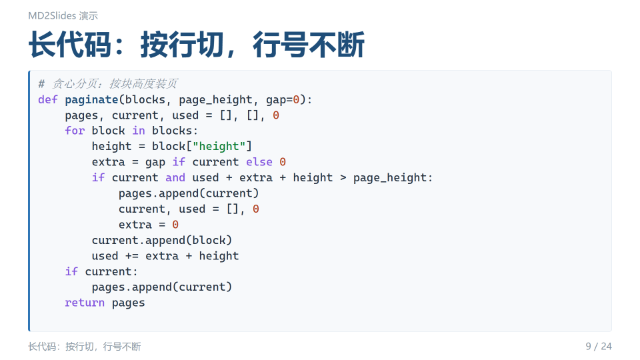 MD2Slides 演示
长代码：按行切，行号不断
# 贪心分页：按块高度装页
def paginate(blocks, page_height, gap=0):
    pages, current, used = [], [], 0
    for block in blocks:
        height = block["height"]
        extra = gap if current else 0
        if current and used + extra + height > page_height:
            pages.append(current)
            current, used = [], 0
            extra = 0
        current.append(block)
        used += extra + height
    if current:
        pages.append(current)
    return pages
长代码：按行切，行号不断
9 / 24